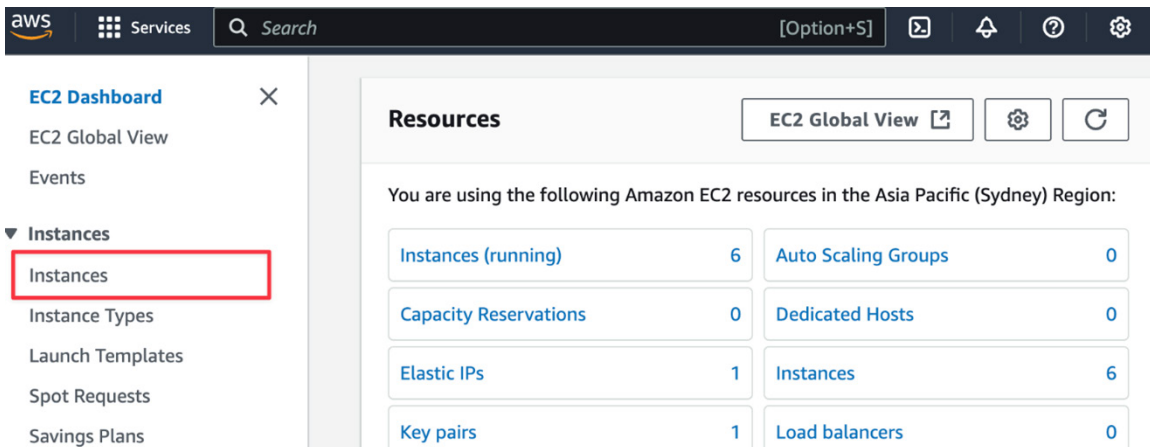 aws
Services
Search
[Option+S]
EC2 Dashboard
EC2 Global View
Events
Instances
Instances
Instance Types
Launch Templates
Spot Requests
Savings Plans
Resources
EC2 Global View
You are using the following Amazon EC2 resources in the Asia Pacific (Sydney) Region:
Instances (running) 6
Auto Scaling Groups 0
Capacity Reservations 0
Dedicated Hosts 0
Elastic IPs 1
Instances 6
Key pairs 1
Load balancers 0